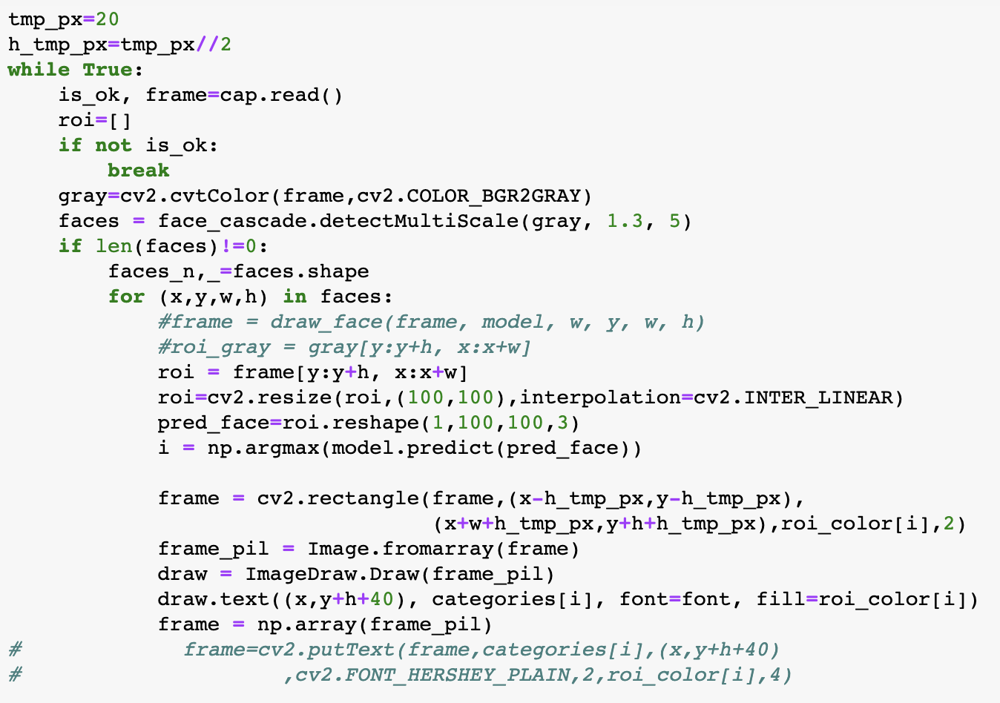 tmp_px=20
h_tmp_px=tmp_px//2
while True:
    is_ok, frame=cap.read()
    roi=[]
    if not is_ok:
        break
    gray=cv2.cvtColor(frame,cv2.COLOR_BGR2GRAY)
    faces = face_cascade.detectMultiScale(gray, 1.3, 5)
    if len(faces)!=0:
        faces_n,_=faces.shape
        for (x,y,w,h) in faces:
            #frame = draw_face(frame, model, w, y, w, h)
            #roi_gray = gray[y:y+h, x:x+w]
            roi = frame[y:y+h, x:x+w]
            roi=cv2.resize(roi,(100,100),interpolation=cv2.INTER_LINEAR)
            pred_face=roi.reshape(1,100,100,3)
            i = np.argmax(model.predict(pred_face))

            frame = cv2.rectangle(frame,(x-h_tmp_px,y-h_tmp_px),
                                  (x+w+h_tmp_px,y+h+h_tmp_px),roi_color[i],2)
            frame_pil = Image.fromarray(frame)
            draw = ImageDraw.Draw(frame_pil)
            draw.text((x,y+h+40), categories[i], font=font, fill=roi_color[i])
            frame = np.array(frame_pil)
#             frame=cv2.putText(frame,categories[i],(x,y+h+40)
#                     ,cv2.FONT_HERSHEY_PLAIN,2,roi_color[i],4)